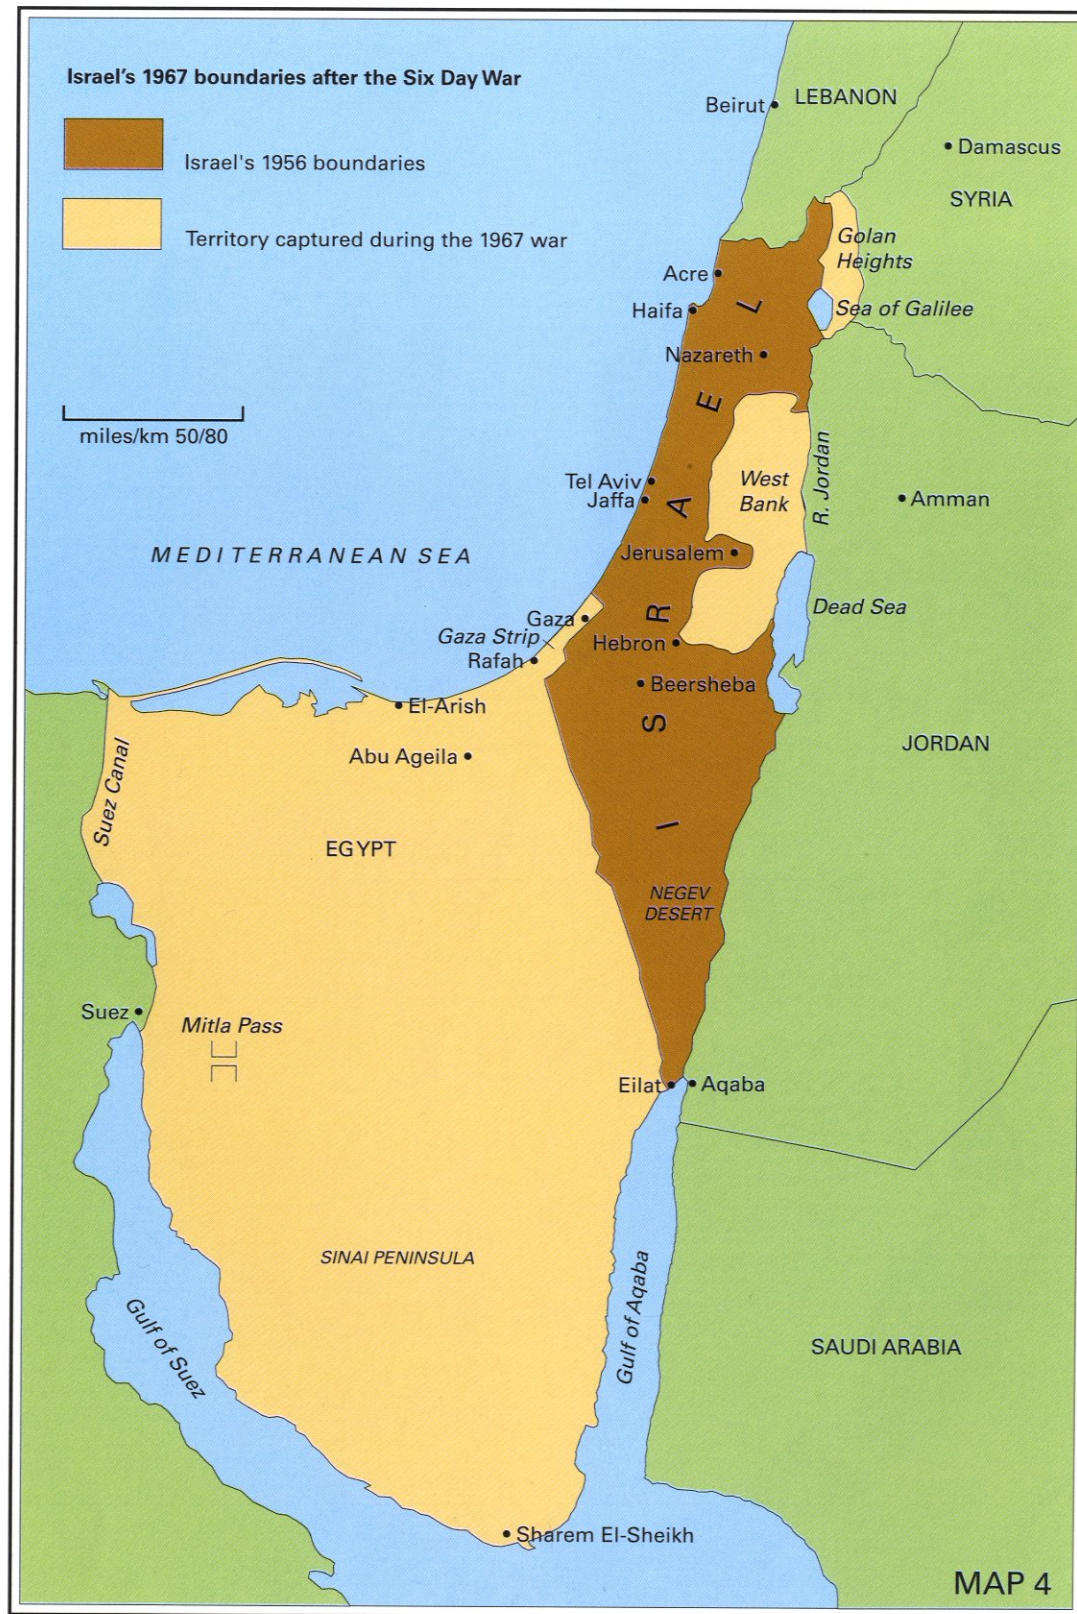 Israel's 1967 boundaries after the Six Day War
Israel's 1956 boundaries
Territory captured during the 1967 war
Beirut
LEBANON
Damascus
SYRIA
Golan
Heights
Acre
Haifa
Sea of Galilee
Nazareth
miles/km 50/80
ISRAEL
Tel Aviv
Jaffa
West
Bank
R. Jordan
Amman
MEDITERRANEAN SEA
Jerusalem
Dead Sea
Gaza
Gaza Strip
Hebron
Rafah
Beersheba
El-Arish
Abu Ageila
JORDAN
Suez Canal
EGYPT
NEGEV
DESERT
Suez
Mitla Pass
Eilat
Aqaba
SINAI PENINSULA
Gulf of Aqaba
Gulf of Suez
SAUDI ARABIA
Sharem El-Sheikh
MAP 4